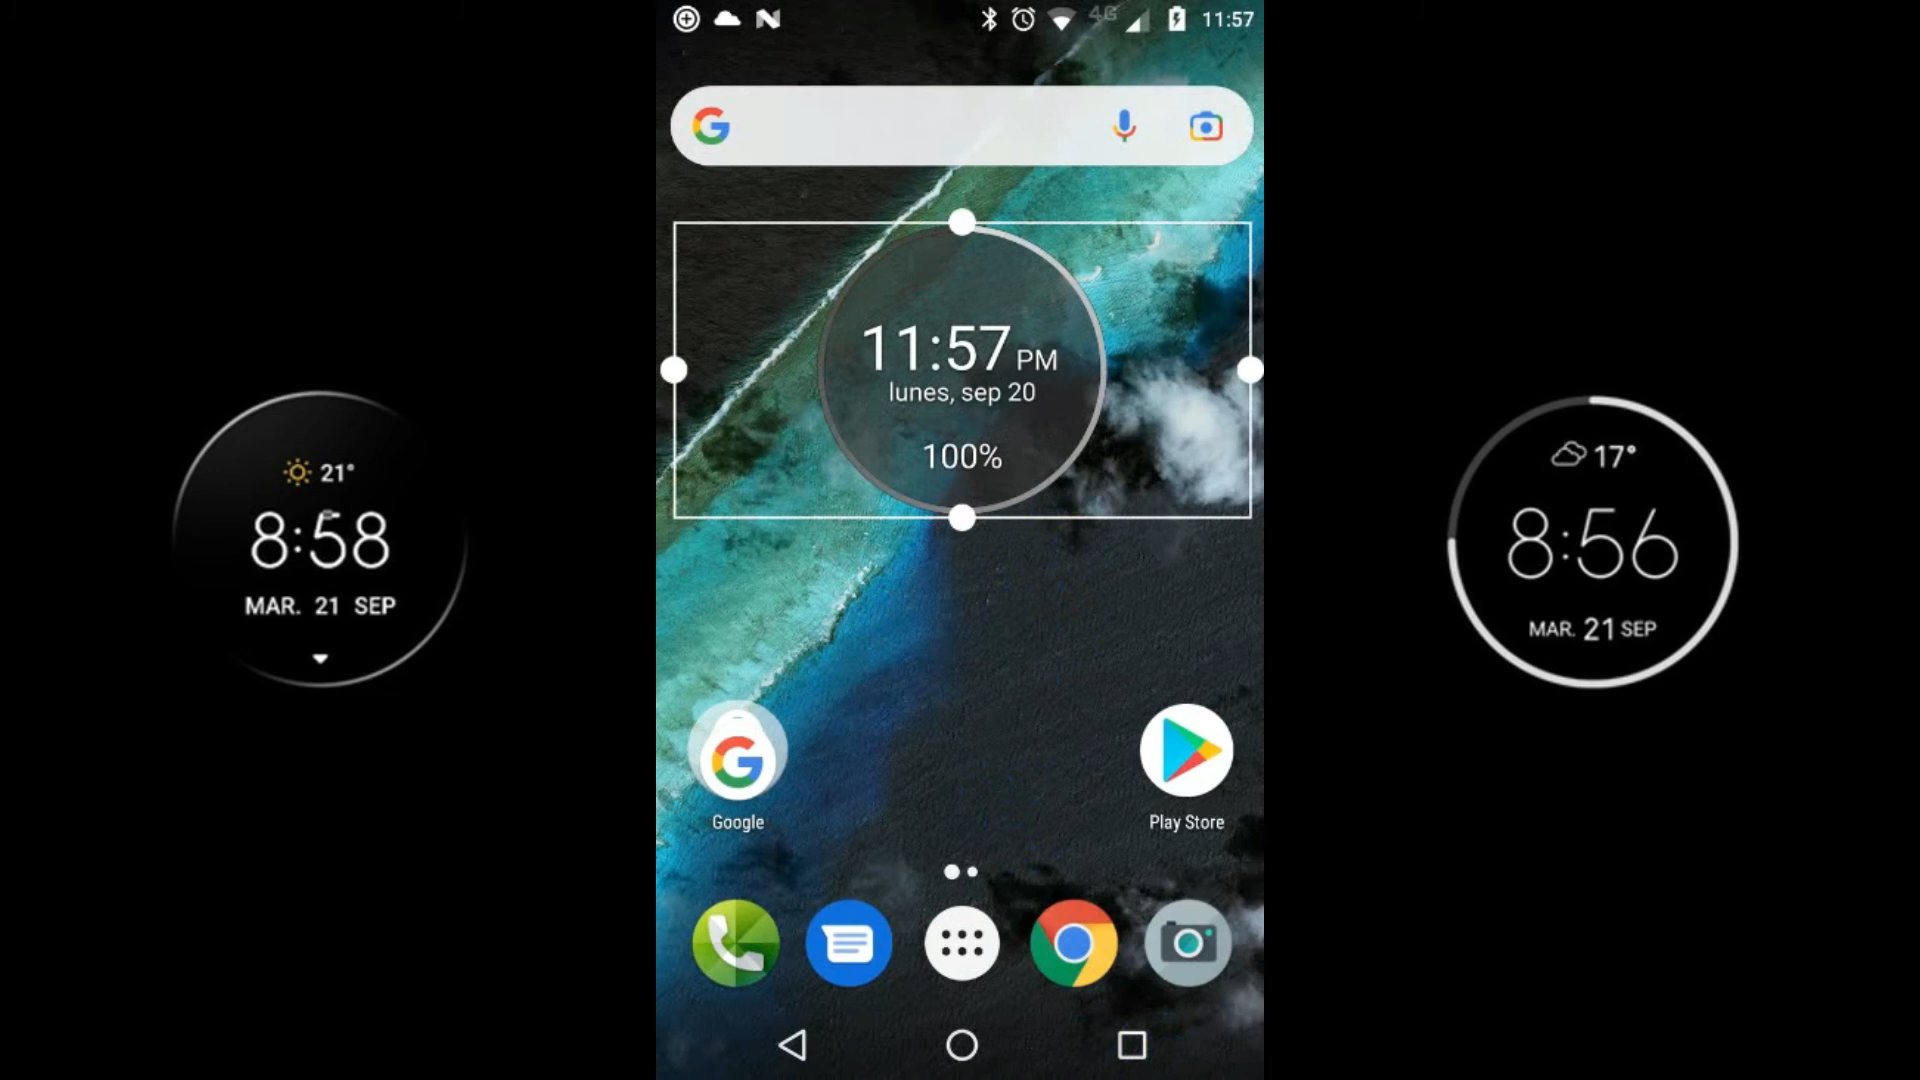 4G 11:57
11:57 PM
lunes, sep 20
100%
21°
8:58
MAR. 21 SEP
17°
8:56
MAR. 21 SEP
Google
Play Store